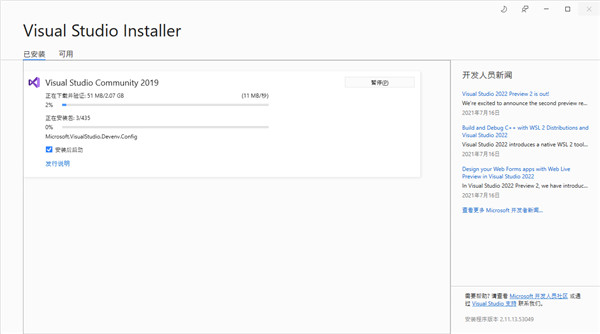 Visual Studio Installer
已安装
可用
Visual Studio Community 2019
暂停(P)
正在下载并验证: 51 MB/2.07 GB
(11 MB/秒)
2%
正在安装包: 3/435
0%
Microsoft.VisualStudio.Devenv.Config
安装后启动
发行说明
开发人员新闻
Visual Studio 2022 Preview 2 is out!
We're excited to announce the second preview re...
2021年7月16日
Build and Debug C++ with WSL 2 Distributions and
Visual Studio 2022
Visual Studio 2022 introduces a native WSL 2 tool...
2021年7月16日
Design your Web Forms apps with Web Live
Preview in Visual Studio 2022
In Visual Studio 2022 Preview 2, we have introduc...
2021年7月16日
查看更多 Microsoft 开发者新闻...
需要帮助? 请查看 Microsoft 开发人员社区 或通
过 Visual Studio 支持 联系我们。
安装程序版本 2.11.13.53049